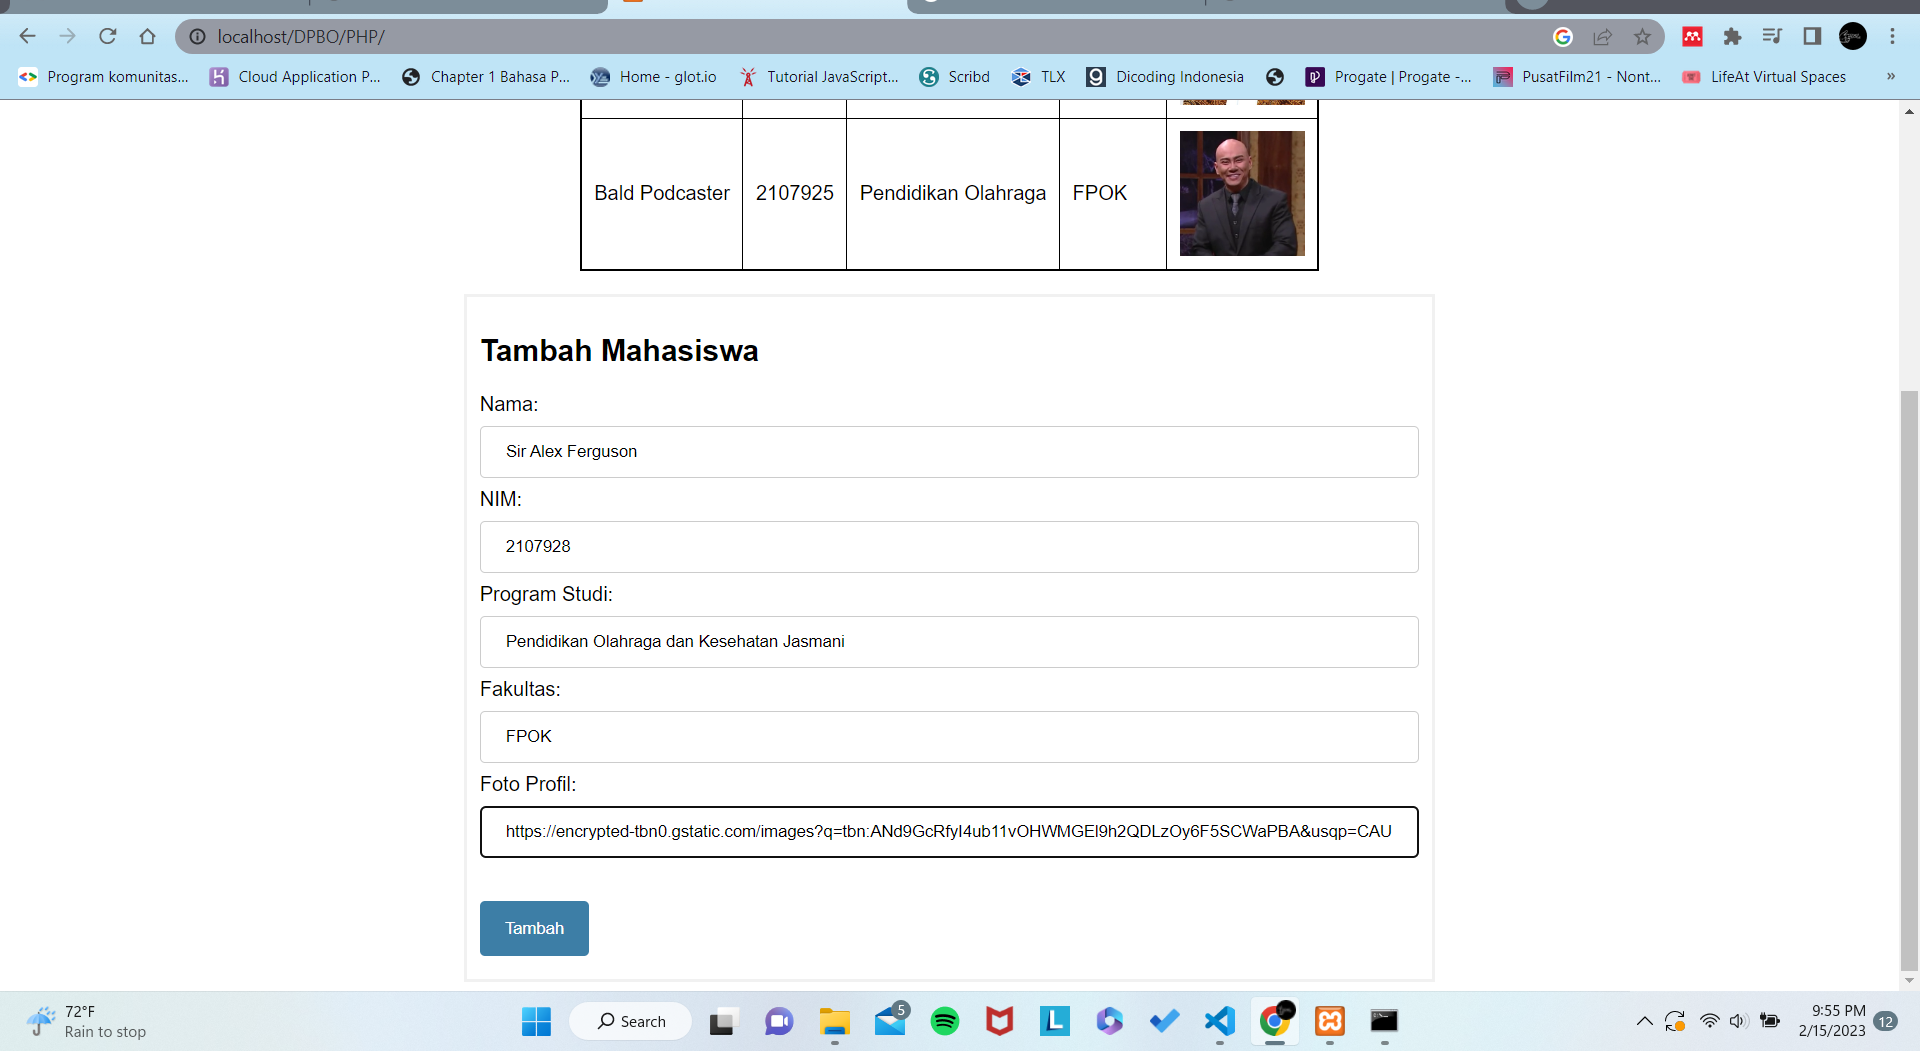 localhost/DPBO/PHP/
Program komunitas...
Cloud Application P...
Chapter 1 Bahasa P...
Home - glot.io
Tutorial JavaScript...
Scribd
TLX
Dicoding Indonesia
Progate | Progate -...
PusatFilm21 - Nont...
LifeAt Virtual Spaces
»
Bald Podcaster 2107925 Pendidikan Olahraga FPOK
Tambah Mahasiswa
Nama:
Sir Alex Ferguson
NIM:
2107928
Program Studi:
Pendidikan Olahraga dan Kesehatan Jasmani
Fakultas:
FPOK
Foto Profil:
https://encrypted-tbn0.gstatic.com/images?q=tbn:ANd9GcRfyI4ub11vOHWMGEl9h2QDLzOy6F5SCWaPBA&usqp=CAU
Tambah
72°F
Rain to stop
Search
5
9:55 PM
2/15/2023
12